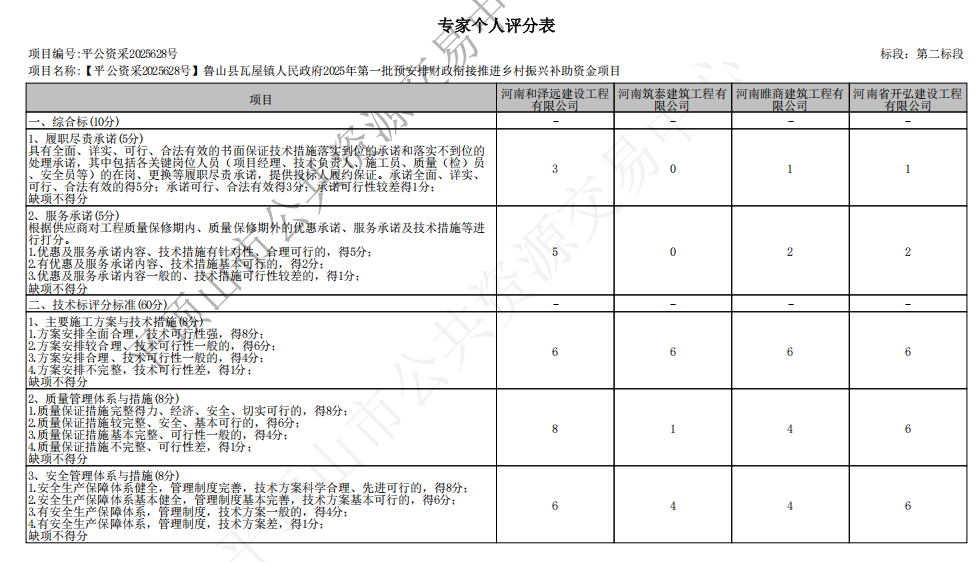 专家个人评分表
项目编号:平公资采2025628号
标段: 第二标段
项目名称:【平公资采2025628号】鲁山县瓦屋镇人民政府2025年第一批预安排财政衔接推进乡村振兴补助资金项目
项目
河南和泽远建设工程有限公司
河南筑泰建筑工程有限公司
河南睢商建筑工程有限公司
河南省开弘建设工程有限公司
一、综合标(10分)
－ － － －
1、履职尽责承诺(5分)
具有全面、详实、可行、合法有效的书面保证技术措施落实到位的承诺和落实不到位的
处理承诺，其中包括各关键岗位人员（项目经理、技术负责人、施工员、质量（检）员
、安全员等）的在岗、更换等履职尽责承诺，提供投标人履约保证。承诺全面、详实、
可行、合法有效的得5分；承诺可行、合法有效得3分；承诺可行性较差得1分；
缺项不得分
3 0 1 1
2、服务承诺(5分)
根据供应商对工程质量保修期内、质量保修期外的优惠承诺、服务承诺及技术措施等进
行打分。
1.优惠及服务承诺内容、技术措施有针对性、合理可行的，得5分；
2.有优惠及服务承诺内容、技术措施基本可行的，得2分；
3.优惠及服务承诺内容一般的、技术措施可行性较差的，得1分；
缺项不得分
5 0 2 2
二、技术标评分标准(60分)
－ － － －
1、主要施工方案与技术措施(8分)
1.方案安排全面合理，技术可行性强，得8分；
2.方案安排较合理、技术可行性一般的，得6分；
3.方案安排合理、技术可行性一般的，得4分；
4.方案安排不完整，技术可行性差，得1分；
缺项不得分
6 6 6 6
2、质量管理体系与措施(8分)
1.质量保证措施完整得力、经济、安全、切实可行的，得8分；
2.质量保证措施较完整、安全、基本可行的，得6分；
3.质量保证措施基本完整、可行性一般的，得4分；
4.质量保证措施不完整、可行性差，得1分；
缺项不得分
8 1 4 6
3、安全管理体系与措施(8分)
1.安全生产保障体系健全，管理制度完善，技术方案科学合理、先进可行的，得8分；
2.安全生产保障体系基本健全，管理制度基本完善，技术方案基本可行的，得6分；
3.有安全生产保障体系，管理制度，技术方案一般的，得4分；
4.有安全生产保障体系，管理制度，技术方案差，得1分；
缺项不得分
6 4 4 6
平顶山市公共资源交易中
平顶山市公共资源交易中心